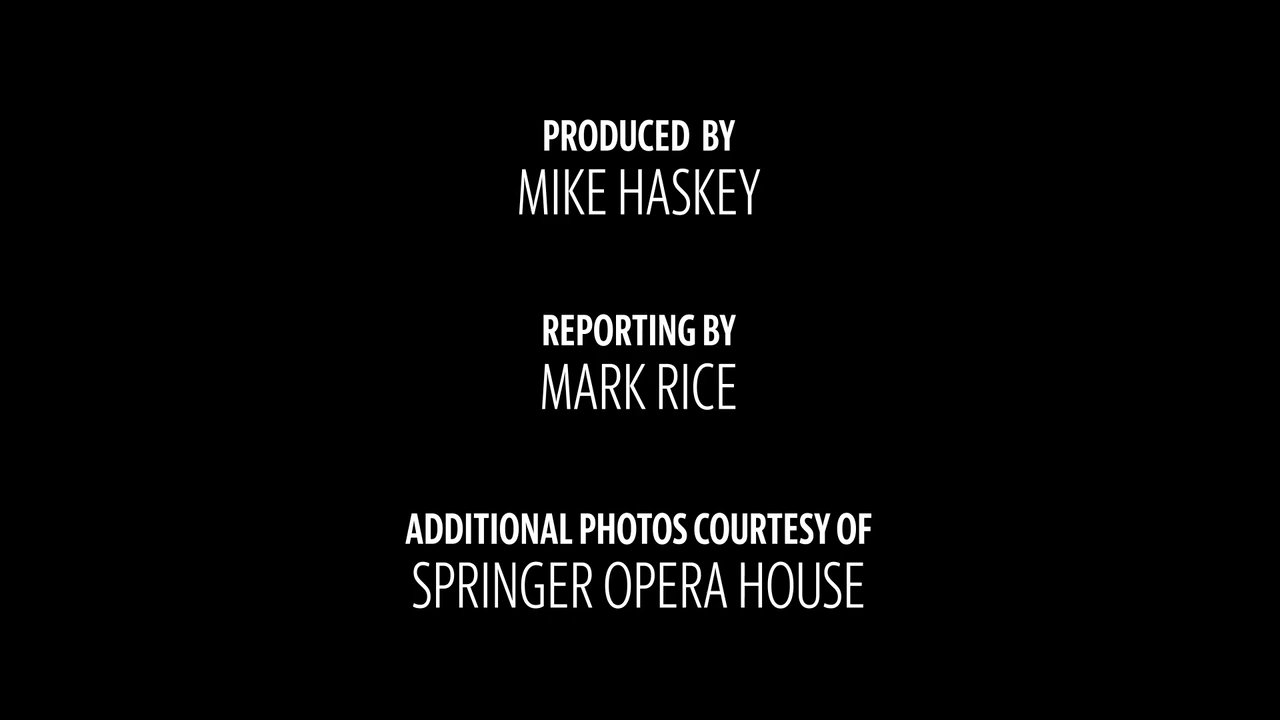 PRODUCED BY
MIKE HASKEY
REPORTING BY
MARK RICE
ADDITIONAL PHOTOS COURTESY OF
SPRINGER OPERA HOUSE